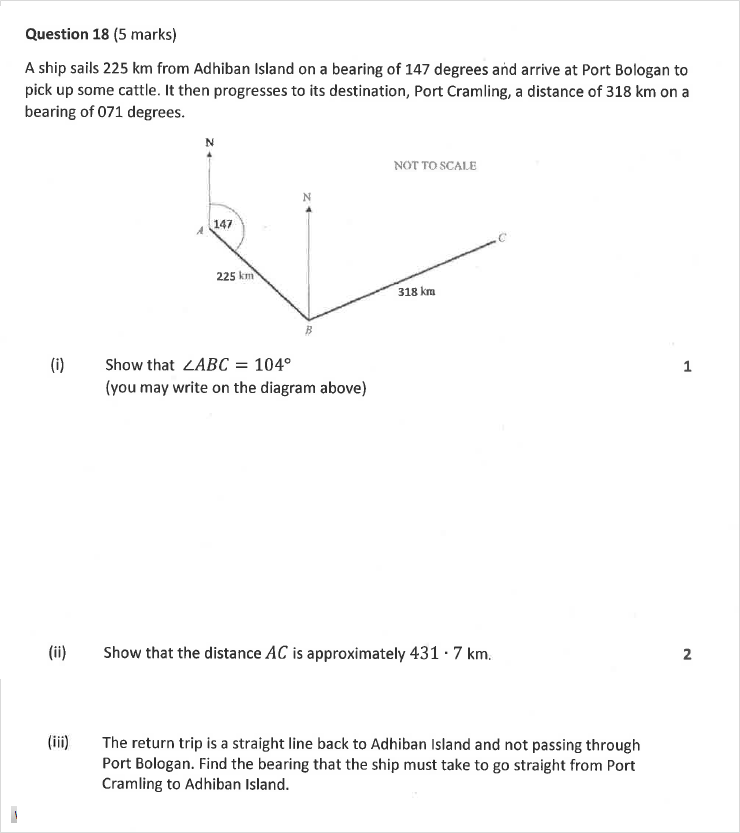 Question 18 (5 marks)
A ship sails 225 km from Adhiban Island on a bearing of 147 degrees and arrive at Port Bologan to
pick up some cattle. It then progresses to its destination, Port Cramling, a distance of 318 km on a
bearing of 071 degrees.
N
NOT TO SCALE
N
147
A
C
225 km
318 km
B
(i) Show that ∠ABC = 104° 1
(you may write on the diagram above)
(ii) Show that the distance AC is approximately 431 · 7 km. 2
(iii) The return trip is a straight line back to Adhiban Island and not passing through
Port Bologan. Find the bearing that the ship must take to go straight from Port
Cramling to Adhiban Island.